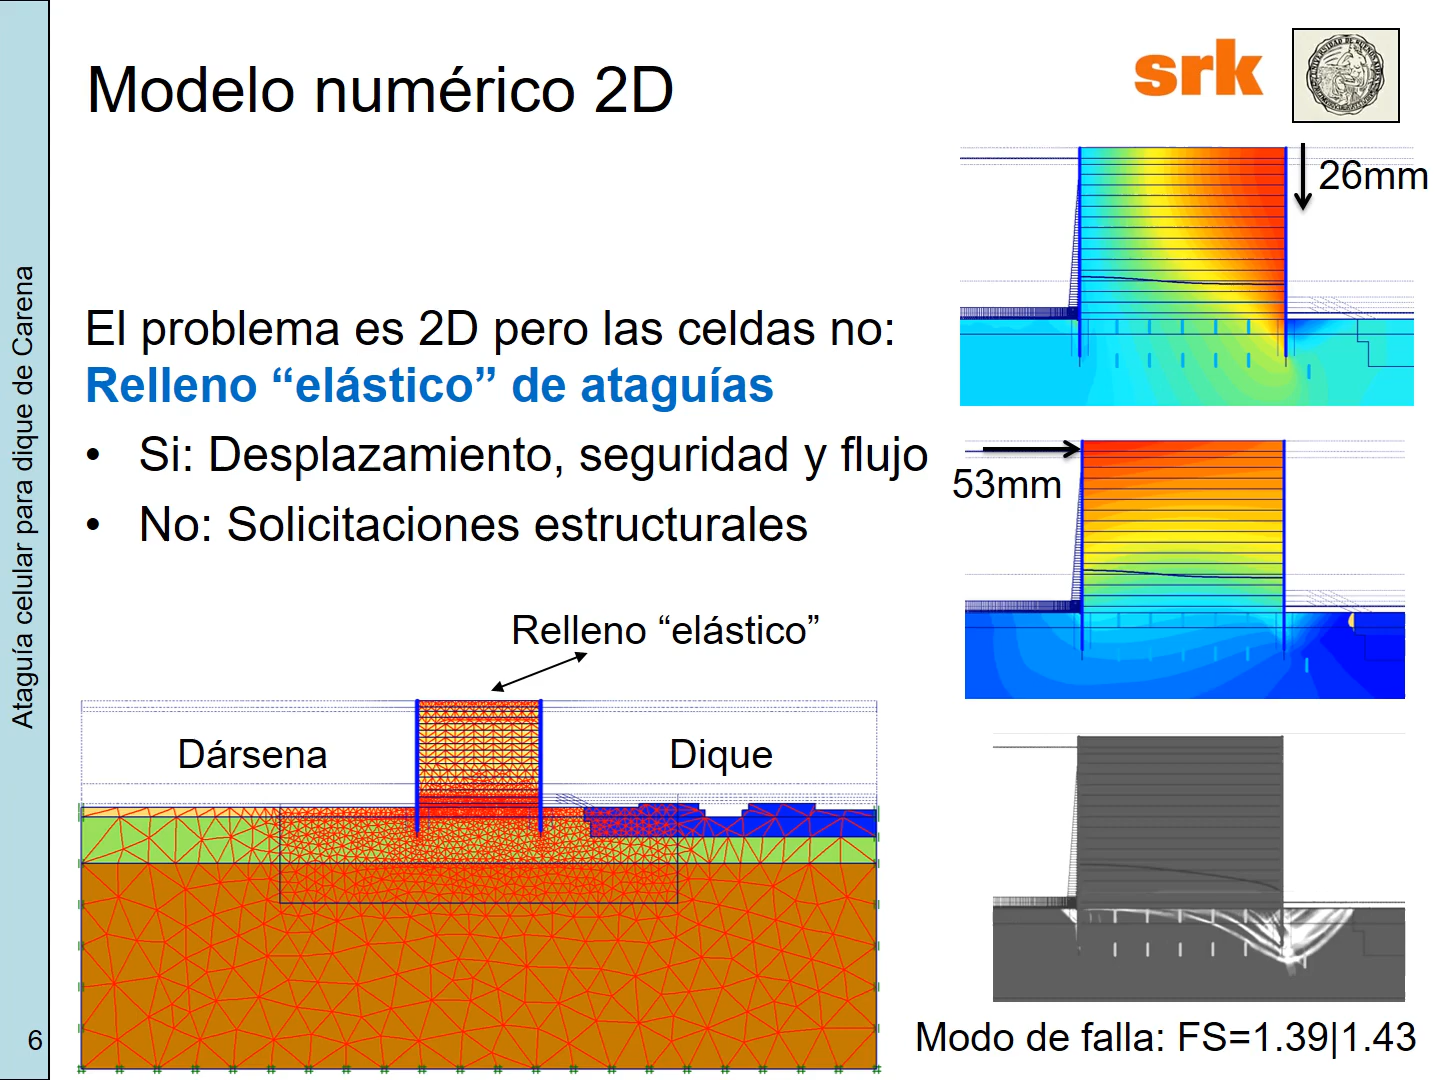 Modelo numérico 2D
srk
26mm
El problema es 2D pero las celdas no:
Relleno “elástico” de ataguías
• Si: Desplazamiento, seguridad y flujo
• No: Solicitaciones estructurales
53mm
Relleno “elástico”
Dársena
Dique
Modo de falla: FS=1.39|1.43
Ataguía celular para dique de Carena
6